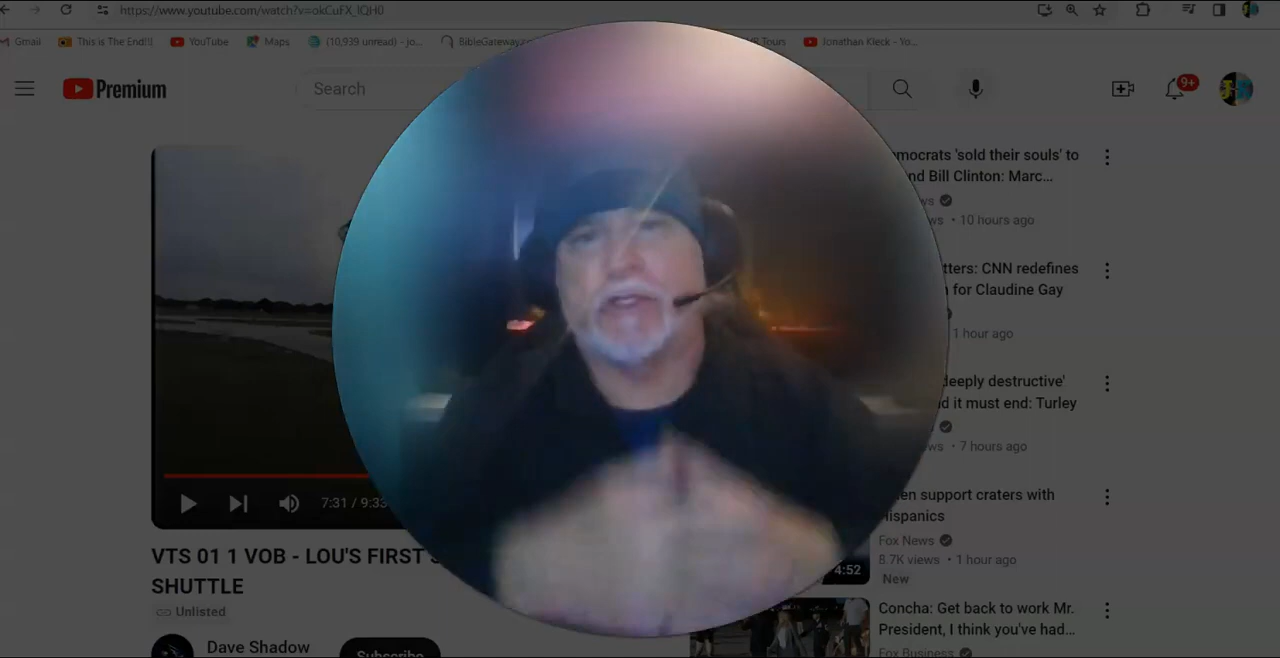 https://www.youtube.com/watch?v=okCuFX_lQH0
Gmail This is The End!!! YouTube Maps (10,939 unread) - jo... BibleGateway Tours Jonathan Kleck - Yo...
Premium Search 9+
mocrats 'sold their souls' to
nd Bill Clinton: Marc...
ws
ws • 10 hours ago
tters: CNN redefines
for Claudine Gay
1 hour ago
deeply destructive'
d it must end: Turley
ws • 7 hours ago
7:31 / 9:33
en support craters with
Hispanics
Fox News
8.7K views • 1 hour ago
4:52
New
VTS 01 1 VOB - LOU'S FIRST
SHUTTLE
Unlisted
Dave Shadow Subscribe
Concha: Get back to work Mr.
President, I think you've had...
Fox Business